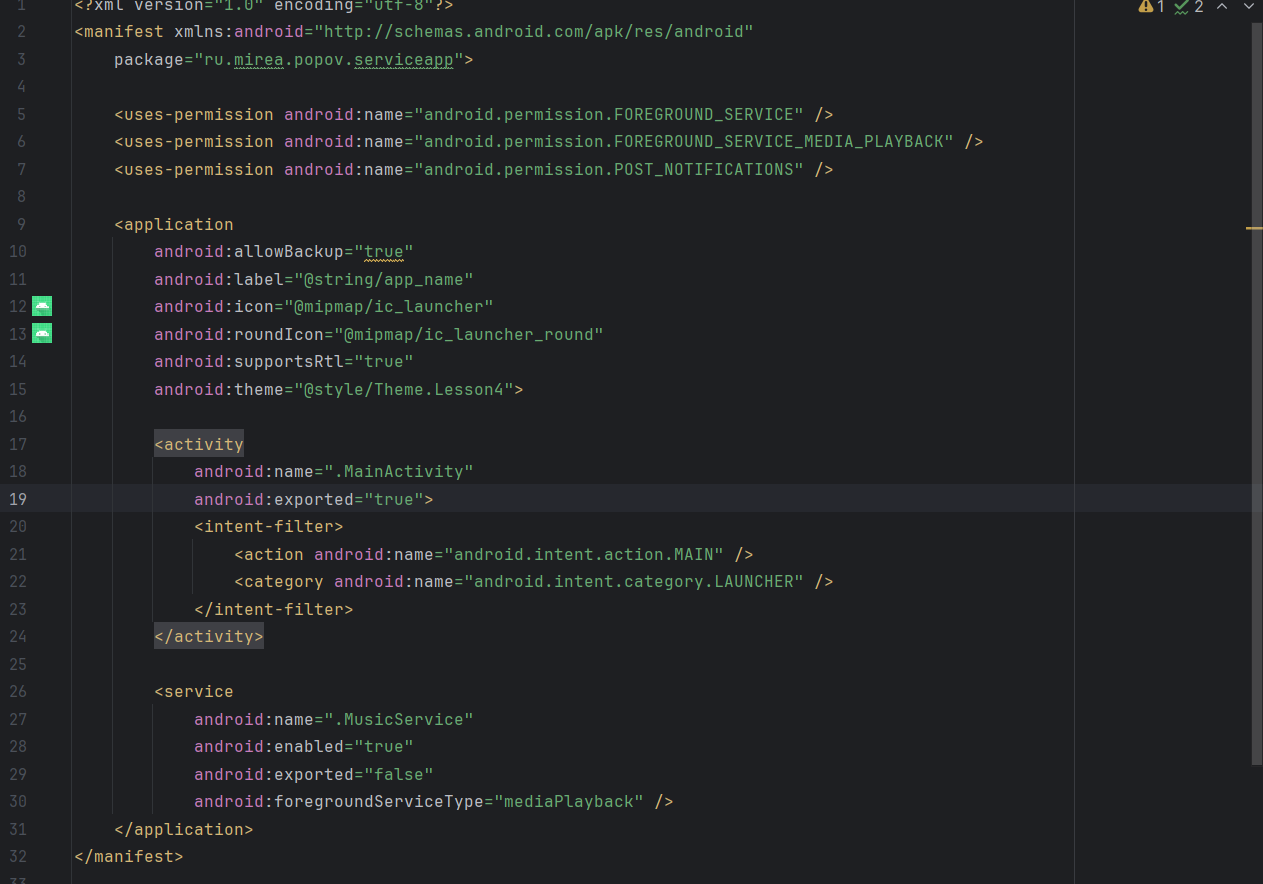 1 <?xml version="1.0" encoding="utf-8"?> 1 2
2 <manifest xmlns:android="http://schemas.android.com/apk/res/android"
3 package="ru.mirea.popov.serviceapp">
4
5 <uses-permission android:name="android.permission.FOREGROUND_SERVICE" />
6 <uses-permission android:name="android.permission.FOREGROUND_SERVICE_MEDIA_PLAYBACK" />
7 <uses-permission android:name="android.permission.POST_NOTIFICATIONS" />
8
9 <application
10 android:allowBackup="true"
11 android:label="@string/app_name"
12 android:icon="@mipmap/ic_launcher"
13 android:roundIcon="@mipmap/ic_launcher_round"
14 android:supportsRtl="true"
15 android:theme="@style/Theme.Lesson4">
16
17 <activity
18 android:name=".MainActivity"
19 android:exported="true">
20 <intent-filter>
21 <action android:name="android.intent.action.MAIN" />
22 <category android:name="android.intent.category.LAUNCHER" />
23 </intent-filter>
24 </activity>
25
26 <service
27 android:name=".MusicService"
28 android:enabled="true"
29 android:exported="false"
30 android:foregroundServiceType="mediaPlayback" />
31 </application>
32 </manifest>
33